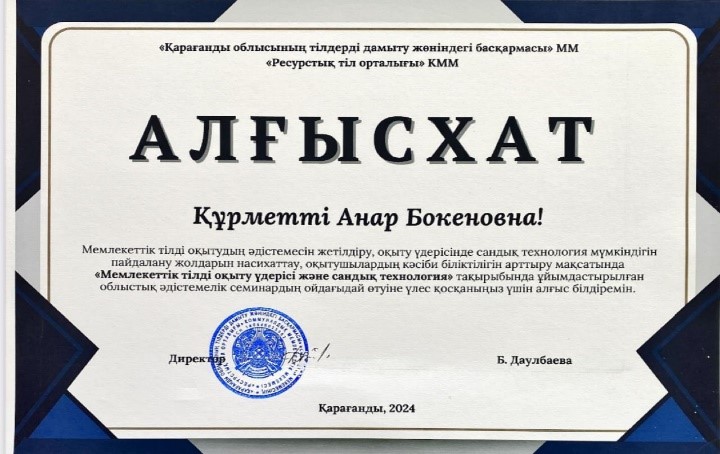 «Қарағанды облысының тілдерді дамыту жөніндегі басқармасы» ММ
«Ресурстық тіл орталығы» КММ
АЛҒЫСХАТ
Құрметті Анар Бокеновна!
Мемлекеттік тілді оқытудың әдістемесін жетілдіру, оқыту үдерісінде сандық технология мүмкіндігін
пайдалану жолдарын насихаттау, оқытушылардың кәсіби біліктілігін арттыру мақсатында
«Мемлекеттік тілді оқыту үдерісі және сандық технология» тақырыбында ұйымдастырылған
облыстық әдістемелік семинардың ойдағыдай өтуіне үлес қосқаныңыз үшін алғыс білдіремін.
Директор Б. Даулбаева
Қарағанды, 2024